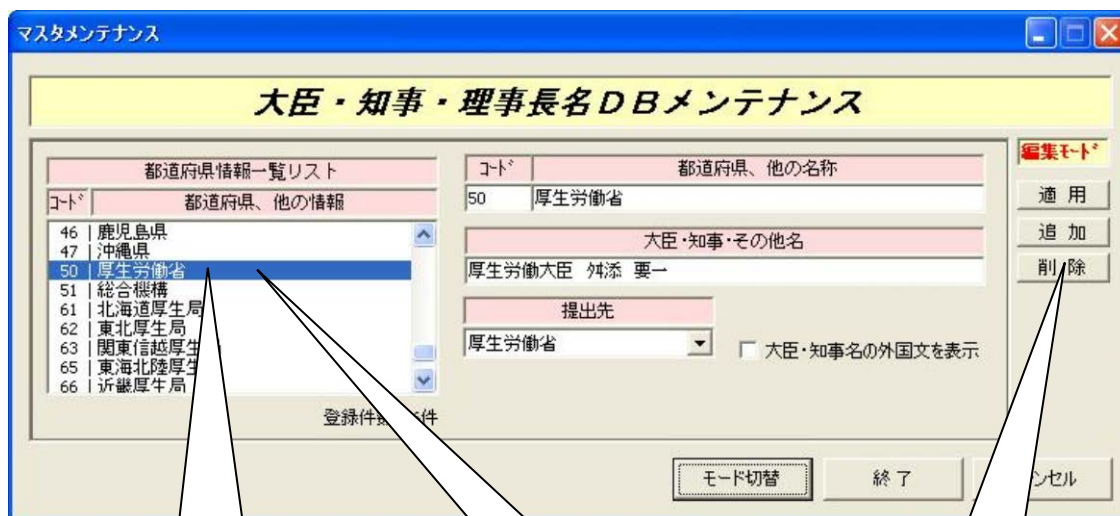 マスタメンテナンス
大臣・知事・理事長名DBメンテナンス
編集モード
都道府県情報一覧リスト
コード 都道府県、他の情報
46 | 鹿児島県
47 | 沖縄県
50 | 厚生労働省
51 | 総合機構
61 | 北海道厚生局
62 | 東北厚生局
63 | 関東信越厚生
65 | 東海北陸厚生
66 | 近畿厚生局
登録件数 件
コード 都道府県、他の名称
50 厚生労働省
大臣・知事・その他名
厚生労働大臣 舛添 要一
提出先
厚生労働省
大臣・知事名の外国文を表示
適 用
追 加
削 除
モード切替
終 了
ンセル